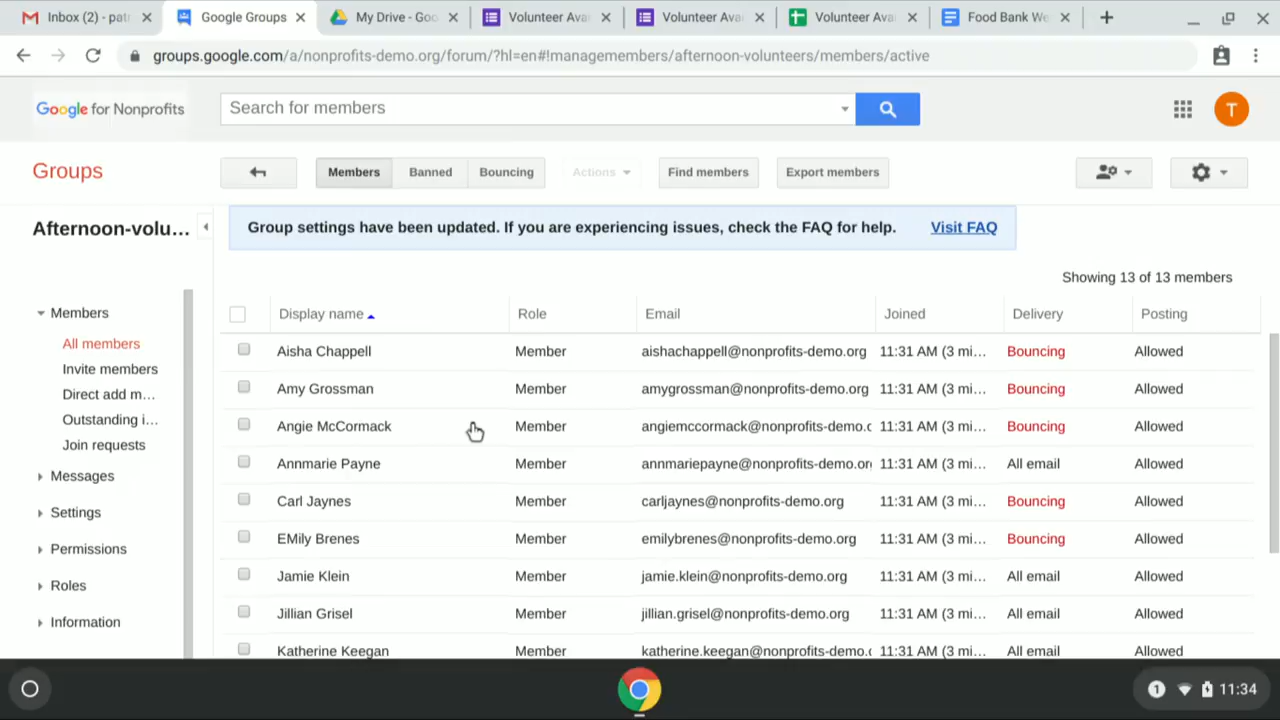 Inbox (2) - pat
Google Groups
My Drive - Goo
Volunteer Ava
Volunteer Ava
Volunteer Ava
Food Bank We
groups.google.com/a/nonprofits-demo.org/forum/?hl=en#!managemembers/afternoon-volunteers/members/active
Google for Nonprofits
Search for members
T
Groups
Members
Banned
Bouncing
Actions
Find members
Export members
Afternoon-volu...
Group settings have been updated. If you are experiencing issues, check the FAQ for help. Visit FAQ
Showing 13 of 13 members
Members
All members
Invite members
Direct add m...
Outstanding i...
Join requests
Messages
Settings
Permissions
Roles
Information
Display name Role Email Joined Delivery Posting
Aisha Chappell Member aishachappell@nonprofits-demo.org 11:31 AM (3 mi... Bouncing Allowed
Amy Grossman Member amygrossman@nonprofits-demo.org 11:31 AM (3 mi... Bouncing Allowed
Angie McCormack Member angiemccormack@nonprofits-demo.c 11:31 AM (3 mi... Bouncing Allowed
Annmarie Payne Member annmariepayne@nonprofits-demo.or 11:31 AM (3 mi... All email Allowed
Carl Jaynes Member carljaynes@nonprofits-demo.org 11:31 AM (3 mi... Bouncing Allowed
EMily Brenes Member emilybrenes@nonprofits-demo.org 11:31 AM (3 mi... Bouncing Allowed
Jamie Klein Member jamie.klein@nonprofits-demo.org 11:31 AM (3 mi... All email Allowed
Jillian Grisel Member jillian.grisel@nonprofits-demo.org 11:31 AM (3 mi... All email Allowed
Katherine Keegan Member katherine.keegan@nonprofits-demo.c 11:31 AM (3 mi... All email Allowed
1 11:34